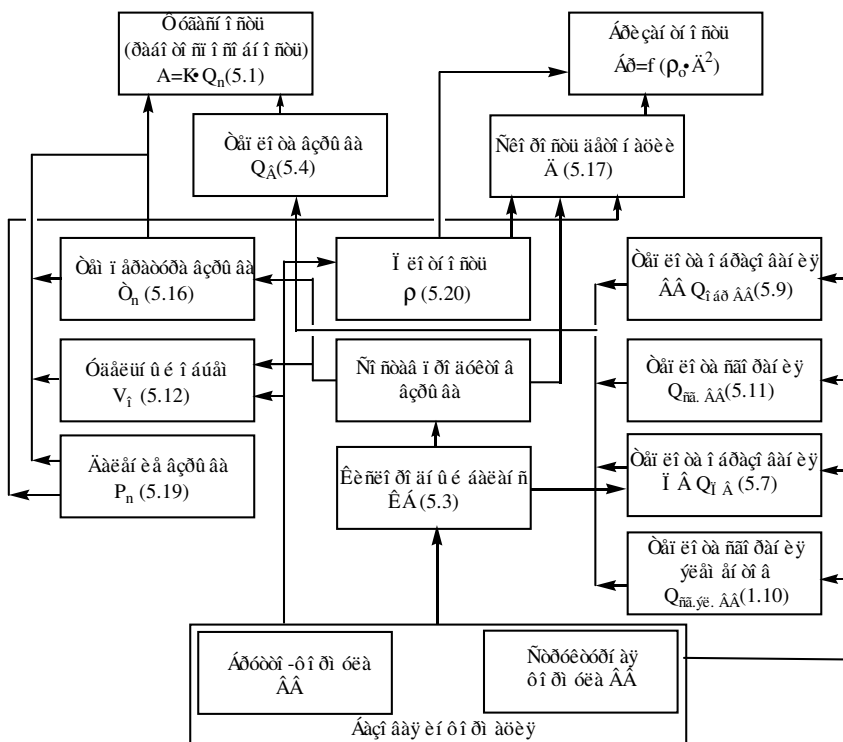 Ôóãàñí î ñòü
(ðàáî òî ñï î ñî áí î ñòü)
A=K•Qn(5.1)
Áðèçàí òí î ñòü
Áð=f (ρo•Ä²)
Òåï ëî òà âçðû âà
QÂ(5.4)
Ñêî ðî ñòü äåòî í àöèè
Ä (5.17)
Òåì ï åðàòóðà âçðû âà
Òn (5.16)
Ï ëî òí î ñòü
ρ (5.20)
Òåï ëî òà î áðàçî âàí èÿ
ÂÂ Qî áð ÂÂ(5.9)
Óäåëüí û é î áúåì
Vî (5.12)
Ñî ñòàâ ï ðî äóêòî â
âçðû âà
Òåï ëî òà ñãî ðàí èÿ
Qñã. ÂÂ(5.11)
Äàâëåí èå âçðû âà
Pn (5.19)
Êèñëî ðî äí û é áàëàí ñ
ÊÁ (5.3)
Òåï ëî òà î áðàçî âàí èÿ
Ï Â QÏ Â (5.7)
Òåï ëî òà ñãî ðàí èÿ
ýëåì åí òî â
Qñã.ýë. ÂÂ(1.10)
Áðóòòî -ôî ðì óëà
ÂÂ
Ñòðóêòóðí àÿ
ôî ðì óëà ÂÂ
Áàçî âàÿ èí ôî ðì àöèÿ